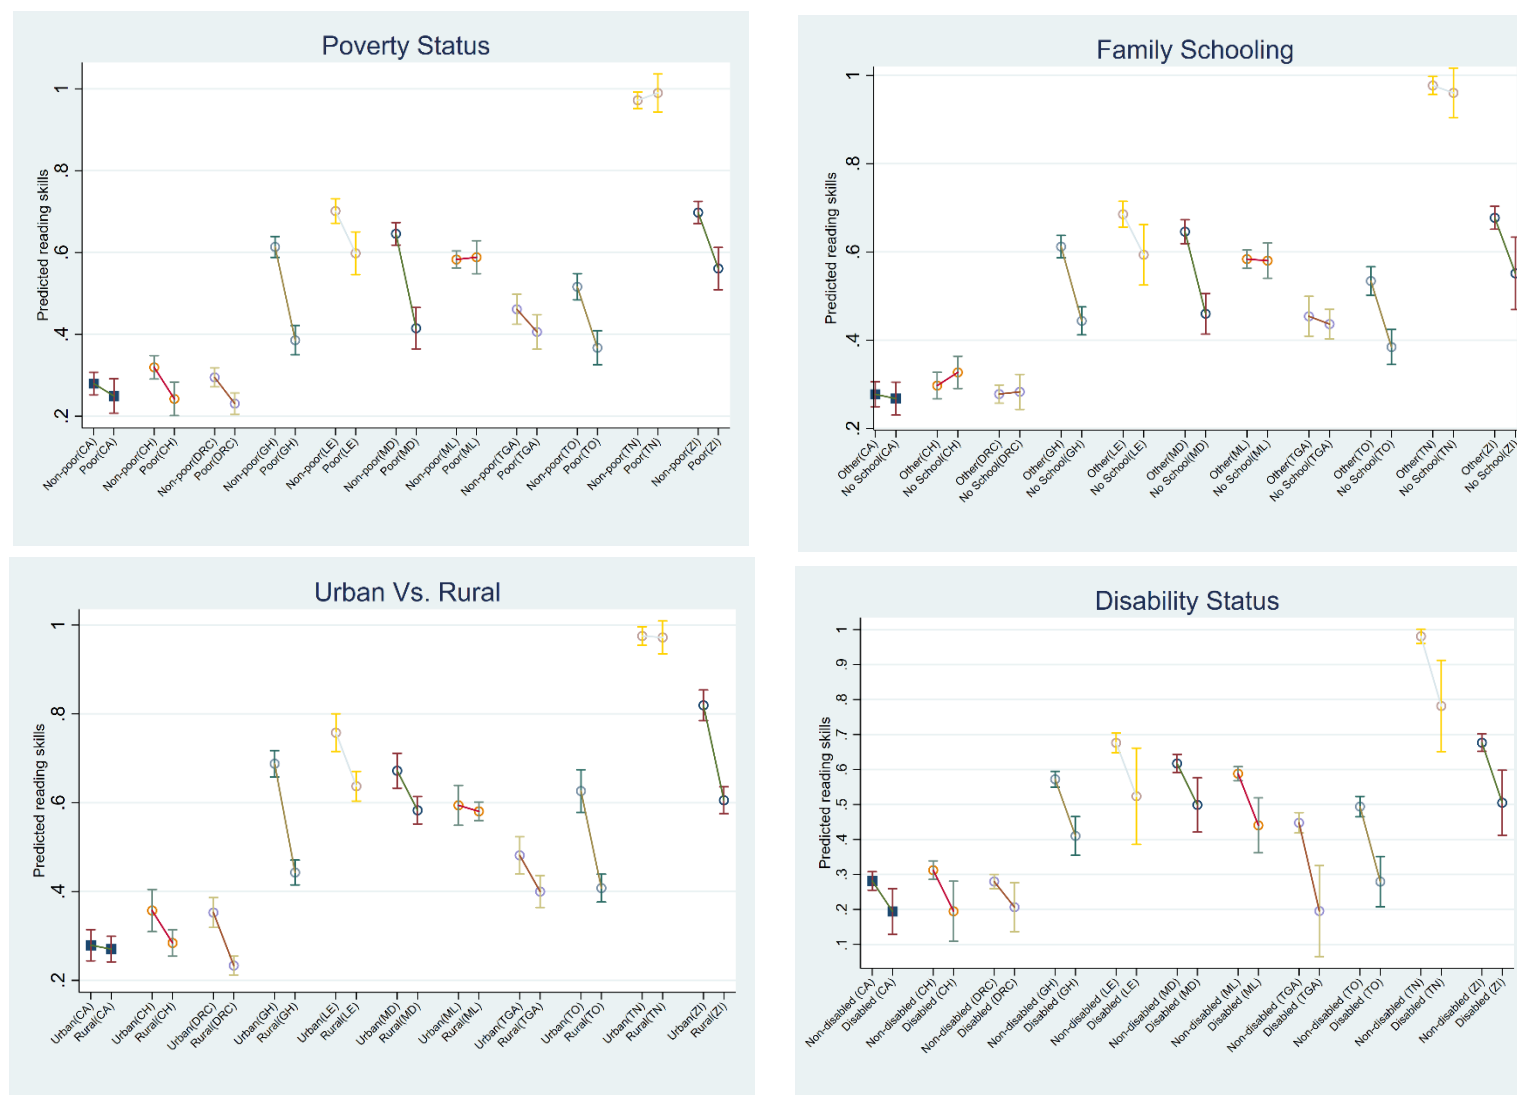 Poverty Status
Predicted reading skills
1
.8
.6
.4
.2
Non-poor(CA)
Poor(CA)
Non-poor(CH)
Poor(CH)
Non-poor(DRC)
Poor(DRC)
Non-poor(GH)
Poor(GH)
Non-poor(LE)
Poor(LE)
Non-poor(MD)
Poor(MD)
Non-poor(ML)
Poor(ML)
Non-poor(TGA)
Poor(TGA)
Non-poor(TO)
Poor(TO)
Non-poor(TN)
Poor(TN)
Non-poor(ZI)
Poor(ZI)
Family Schooling
Predicted reading skills
1
.8
.6
.4
.2
Other(CA)
No School(CA)
Other(CH)
No School(CH)
Other(DRC)
No School(DRC)
Other(GH)
No School(GH)
Other(LE)
No School(LE)
Other(MD)
No School(MD)
Other(ML)
No School(ML)
Other(TGA)
No School(TGA)
Other(TO)
No School(TO)
Other(TN)
No School(TN)
Other(ZI)
No School(ZI)
Urban Vs. Rural
Predicted reading skills
1
.8
.6
.4
.2
Urban(CA)
Rural(CA)
Urban(CH)
Rural(CH)
Urban(DRC)
Rural(DRC)
Urban(GH)
Rural(GH)
Urban(LE)
Rural(LE)
Urban(MD)
Rural(MD)
Urban(ML)
Rural(ML)
Urban(TGA)
Rural(TGA)
Urban(TO)
Rural(TO)
Urban(TN)
Rural(TN)
Urban(ZI)
Rural(ZI)
Disability Status
Predicted reading skills
1
.9
.8
.7
.6
.5
.4
.3
.2
.1
Non-disabled (CA)
Disabled (CA)
Non-disabled (CH)
Disabled (CH)
Non-disabled (DRC)
Disabled (DRC)
Non-disabled (GH)
Disabled (GH)
Non-disabled (LE)
Disabled (LE)
Non-disabled (MD)
Disabled (MD)
Non-disabled (ML)
Disabled (ML)
Non-disabled (TGA)
Disabled (TGA)
Non-disabled (TO)
Disabled (TO)
Non-disabled (TN)
Disabled (TN)
Non-disabled (ZI)
Disabled (ZI)